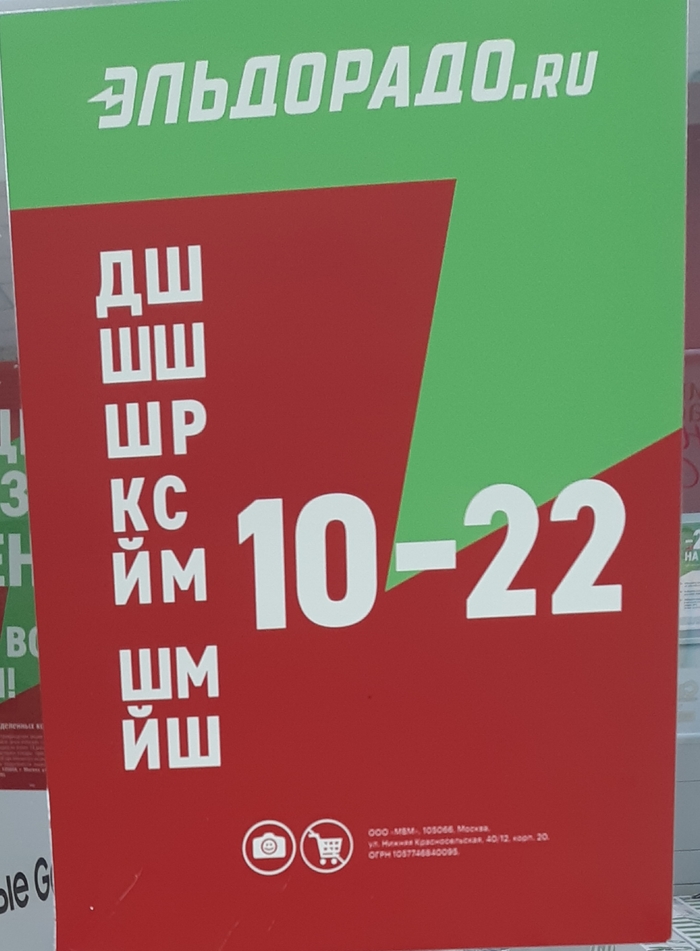 ЭЛЬДОРАДО.RU
ДШ
ШШ
ШР
КС
ЙМ
10-22
ШМ
ЙШ
ООО «МВМ», 105066, Москва,
ул. Нижняя Красносельская, 40/12, корп. 20.
ОГРН 1057746840095.